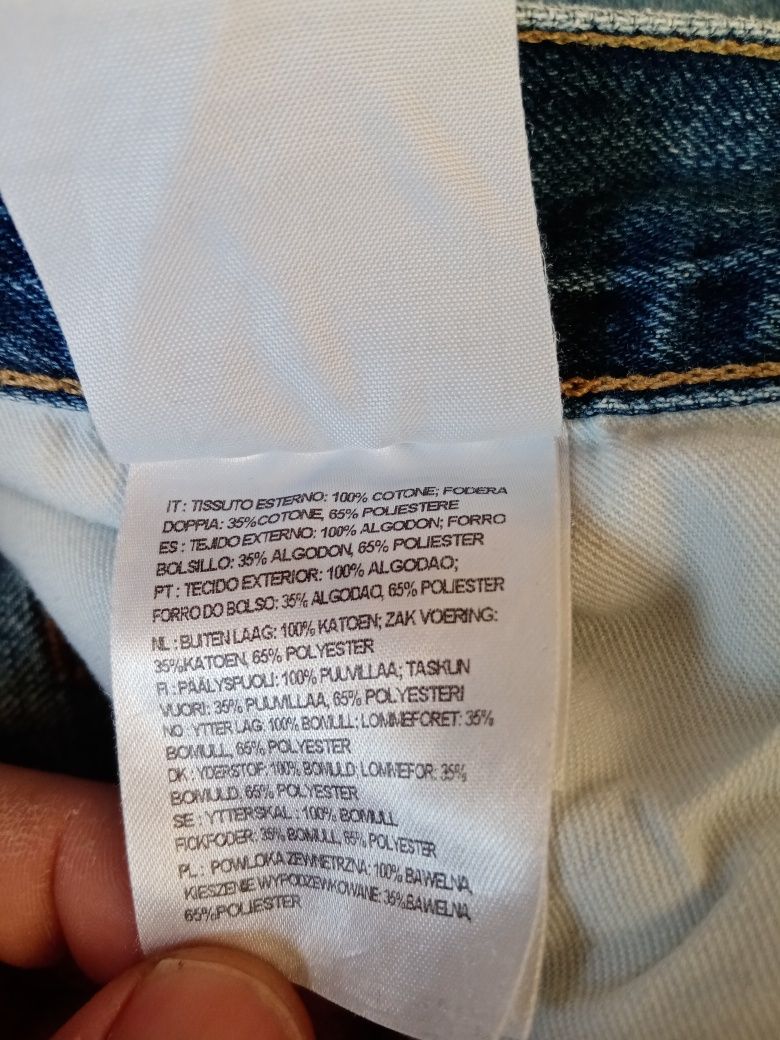 IT : TISSUTO ESTERNO: 100% COTONE; FODERA
DOPPIA: 35%COTONE, 65% POLIESTERE
ES : TEJIDO EXTERNO: 100% ALGODON; FORRO
BOLSILLO: 35% ALGODON, 65% POLIESTER
PT : TECIDO EXTERIOR: 100% ALGODAO;
FORRO DO BOLSO: 35% ALGODAO, 65% POLIESTER
NL : BUITEN LAAG: 100% KATOEN; ZAK VOERING:
35%KATOEN, 65% POLYESTER
FI : PÄÄLYSPUOLI: 100% PUUVILLAA; TASKUN
VUORI: 35% PUUVILLAA, 65% POLYESTERI
NO : YTTER LAG: 100% BOMULL: LOMMEFORET: 35%
BOMULL, 65% POLYESTER
DK : YDERSTOF: 100% BOMULD: LOMMEFOR: 35%
BOMULD, 65% POLYESTER
SE : YTTERSKAL : 100% BOMULL
FICKFODER: 35% BOMULL, 65% POLYESTER
PL : POWLOKA ZEWNETRZNA: 100% BAWELNA,
KIESZENIE WYPODZEWKOWANE: 35%BAWELNA,
65%POLIESTER